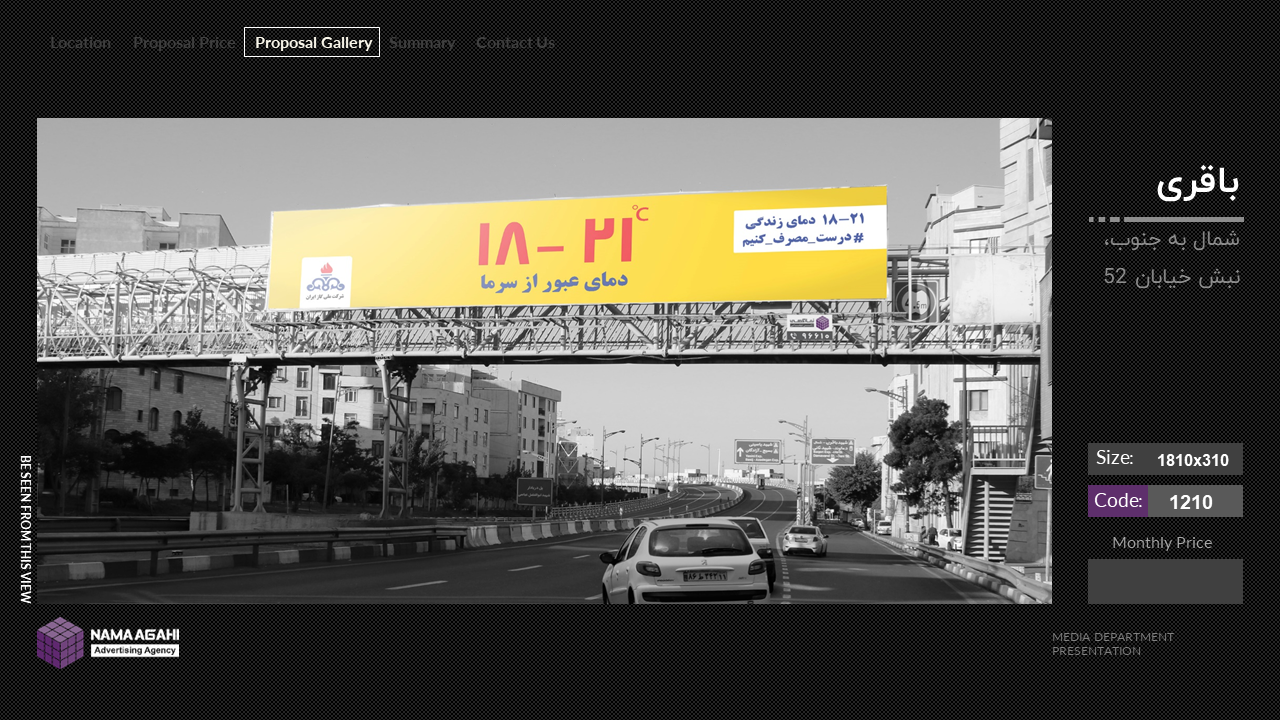 Location
Proposal Price
Proposal Gallery
Summary
Contact Us
باقری
شمال به جنوب،
نبش خیابان 52
۱۸ - ۲۱°C
دمای عبور از سرما
۱۸-۲۱ دمای زندگی
#درست_مصرف_کنیم
شرکت ملی گاز ایران
Size:
1810x310
Code:
1210
Monthly Price
BE SEEN FROM THIS VIEW
NAMA AGAHI
Advertising Agency
MEDIA DEPARTMENT
PRESENTATION